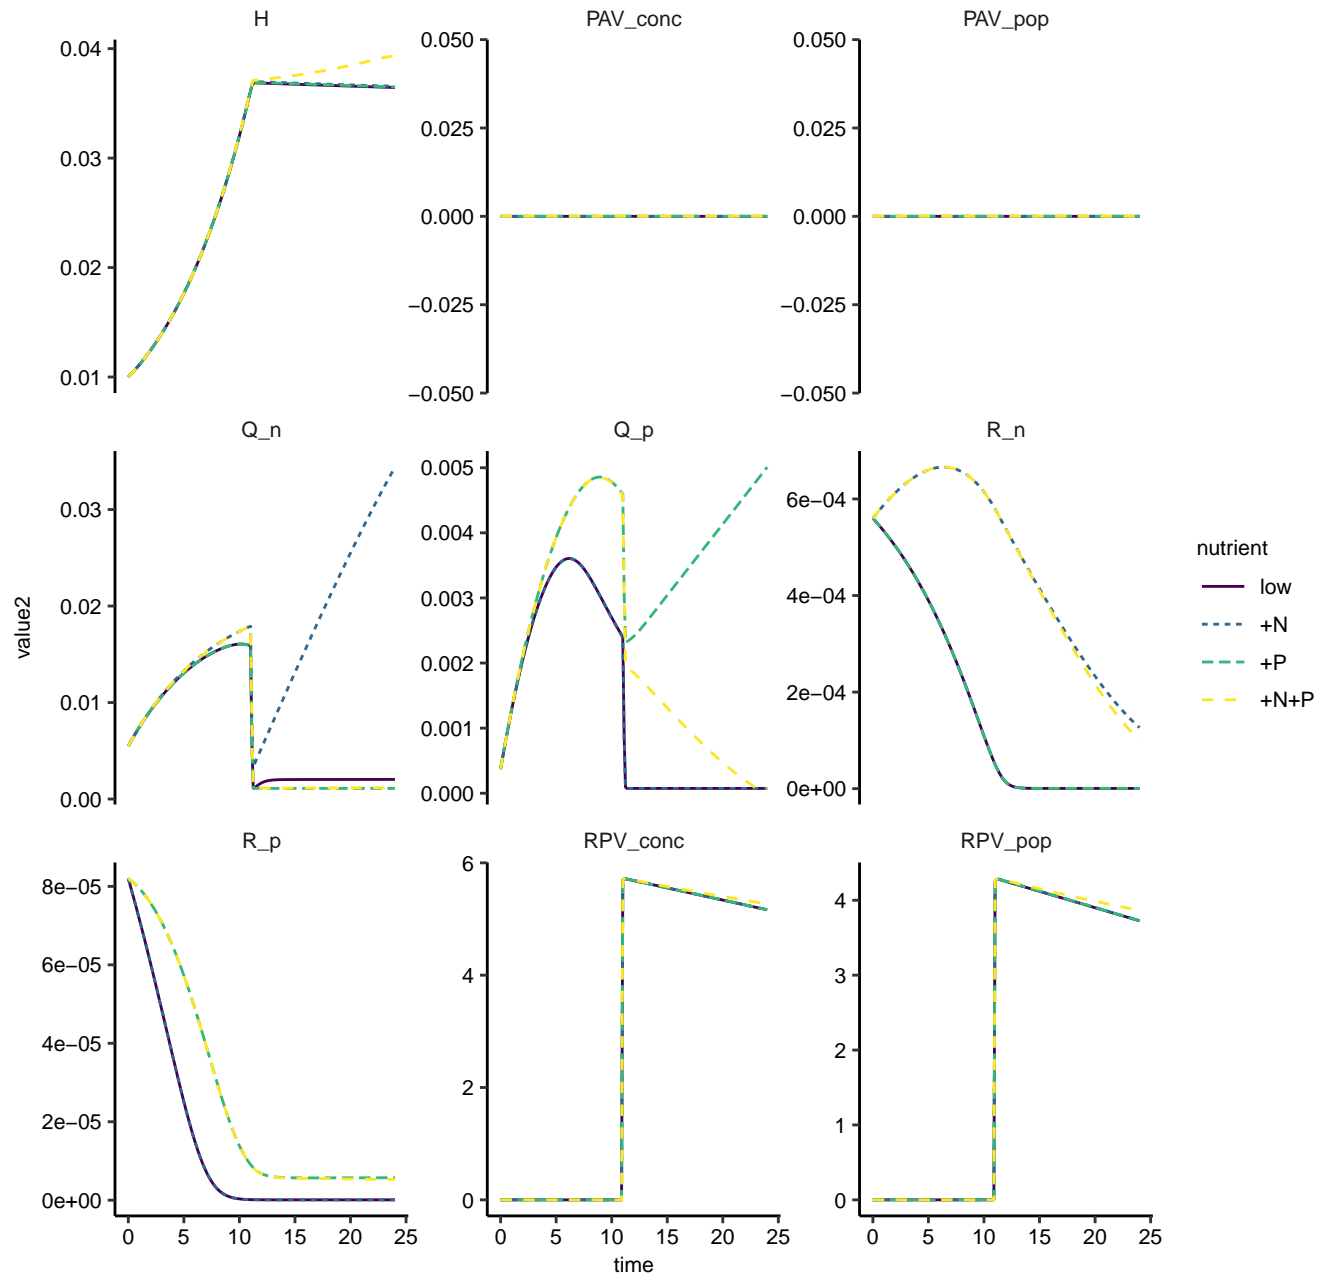 H
PAV_conc
PAV_pop
0.04
0.03
0.02
0.01
0.050
0.025
0.000
−0.025
−0.050
0.050
0.025
0.000
−0.025
−0.050
Q_n
Q_p
R_n
0.03
0.02
0.01
0.00
0.005
0.004
0.003
0.002
0.001
0.000
6e−04
4e−04
2e−04
0e+00
R_p
RPV_conc
RPV_pop
8e−05
6e−05
4e−05
2e−05
0e+00
6
4
2
0
4
3
2
1
0
0 5 10 15 20 25
0 5 10 15 20 25
0 5 10 15 20 25
time
value2
nutrient
low
+N
+P
+N+P